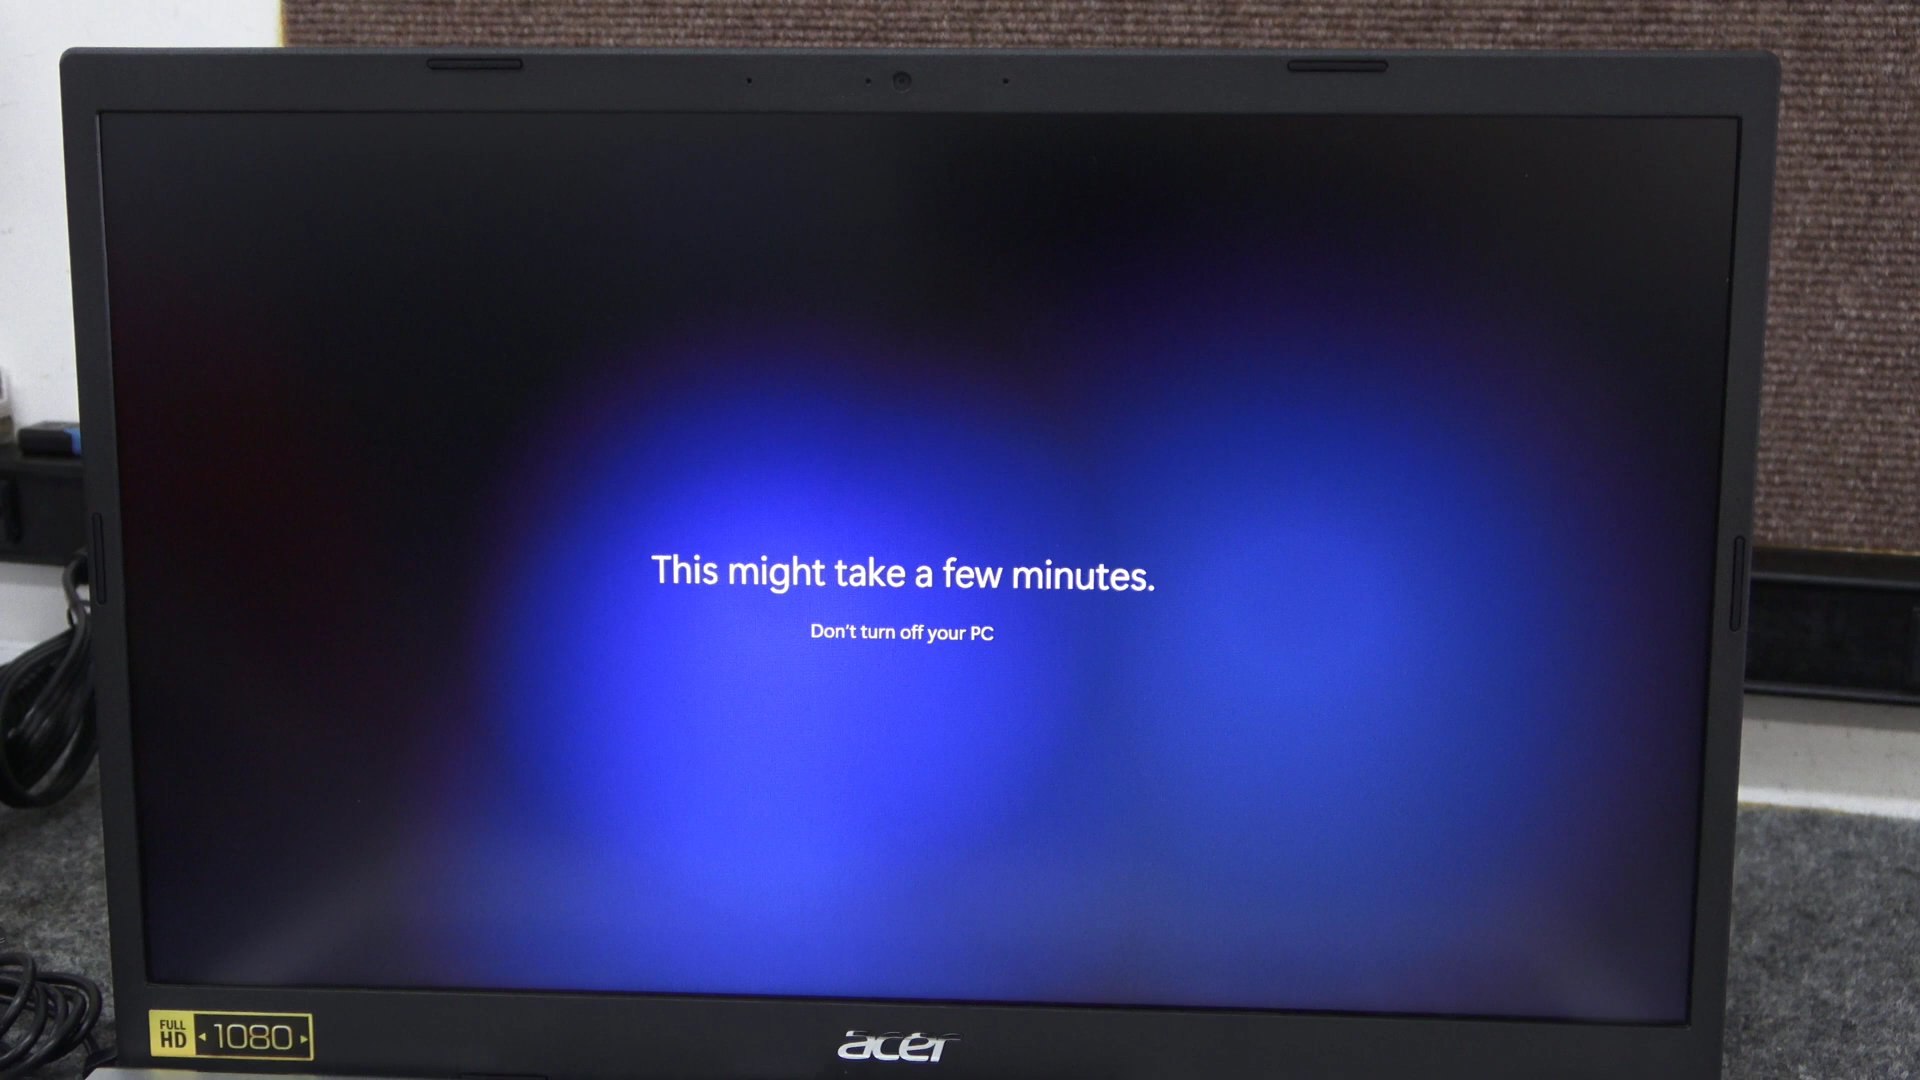 This might take a few minutes.
Don't turn off your PC
FULL
HD
1080
acer